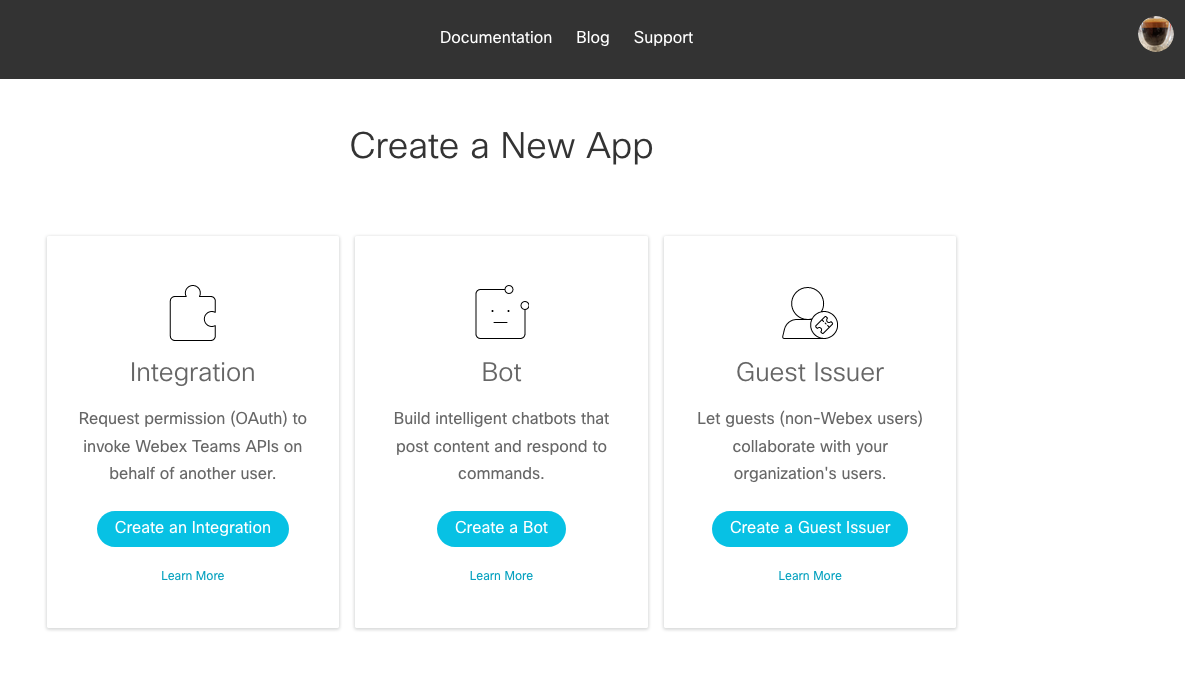 Documentation Blog Support
Create a New App
Integration
Request permission (OAuth) to
invoke Webex Teams APIs on
behalf of another user.
Create an Integration
Learn More
Bot
Build intelligent chatbots that
post content and respond to
commands.
Create a Bot
Learn More
Guest Issuer
Let guests (non-Webex users)
collaborate with your
organization's users.
Create a Guest Issuer
Learn More